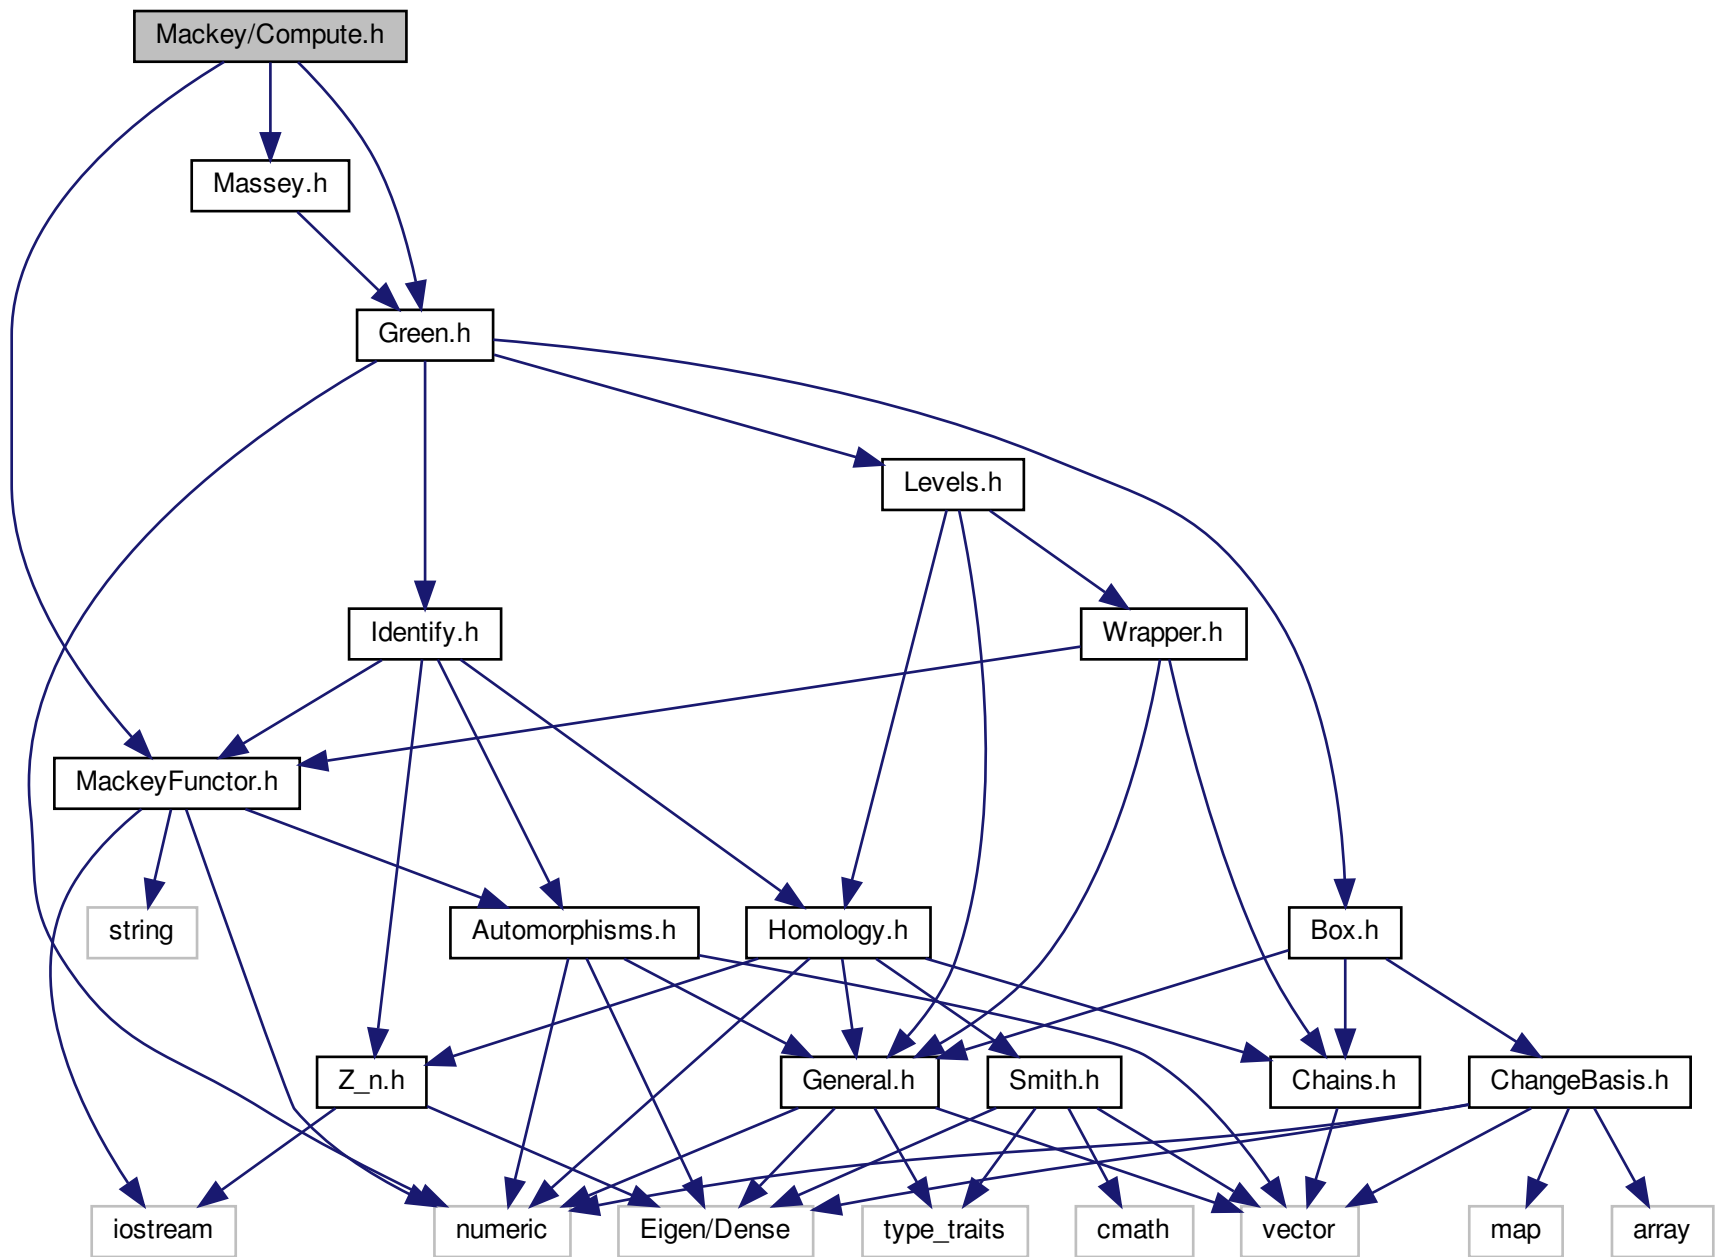 Mackey/Compute.h
Massey.h
Green.h
Levels.h
Identify.h
Wrapper.h
MackeyFunctor.h
string
Automorphisms.h
Homology.h
Box.h
Z_n.h
General.h
Smith.h
Chains.h
ChangeBasis.h
iostream
numeric
Eigen/Dense
type_traits
cmath
vector
map
array